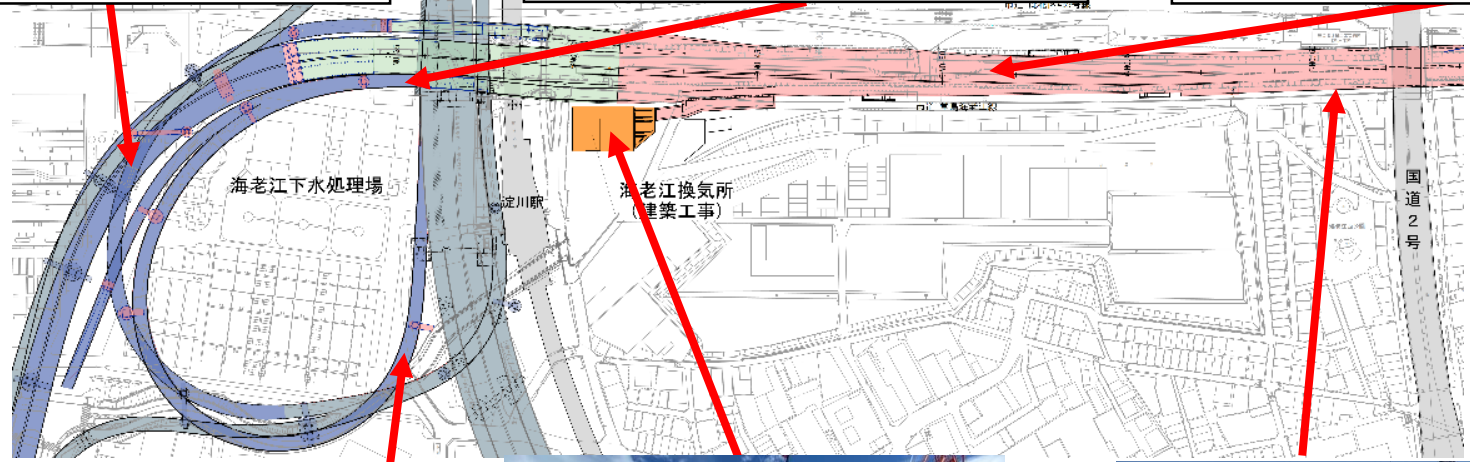 海老江下水処理場
淀川駅
海老江換気所
(建築工事)
国道2号